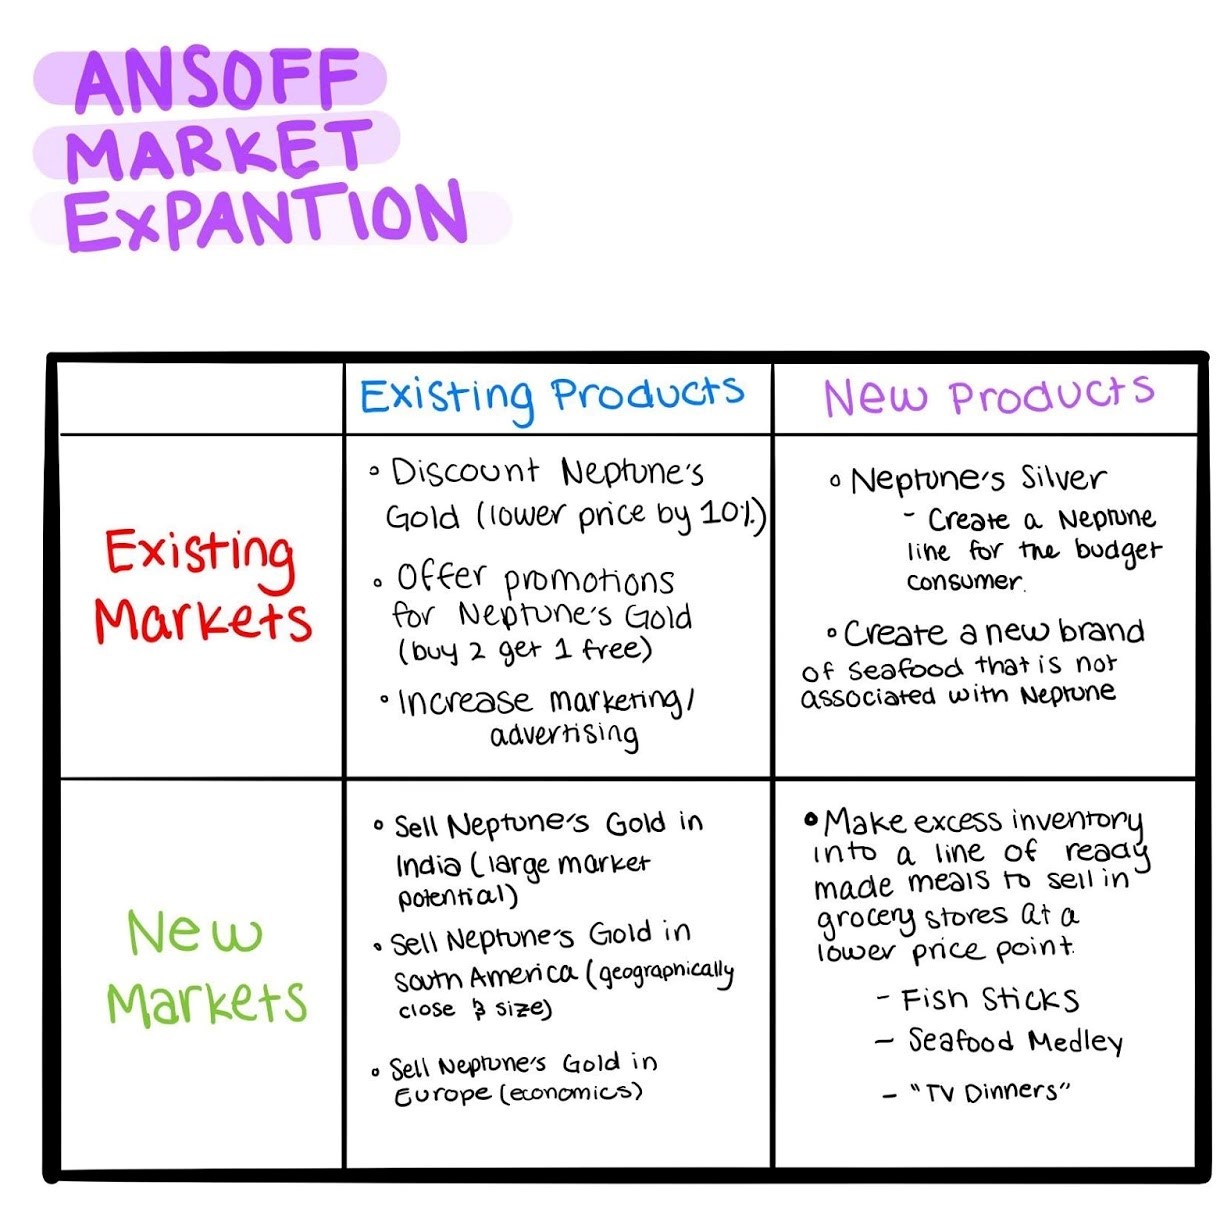 ANSOFF
MARKET
EXPANTION
Existing Products
New Products
Existing
Markets
• Discount Neptune's
Gold (lower price by 10%)
• Offer promotions
for Neptune's Gold
(buy 2 get 1 free)
• Increase marketing/
advertising
• Neptune's Silver
- Create a Neptune
line for the budget
consumer.
• Create a new brand
of seafood that is not
associated with Neptune
New
Markets
• Sell Neptune's Gold in
India (large market
potential)
• Sell Neptune's Gold in
South America (geographically
close & size)
• Sell Neptune's Gold in
Europe (economics)
• Make excess inventory
into a line of ready
made meals to sell in
grocery stores at a
lower price point.
- Fish Sticks
- Seafood Medley
- "TV Dinners"